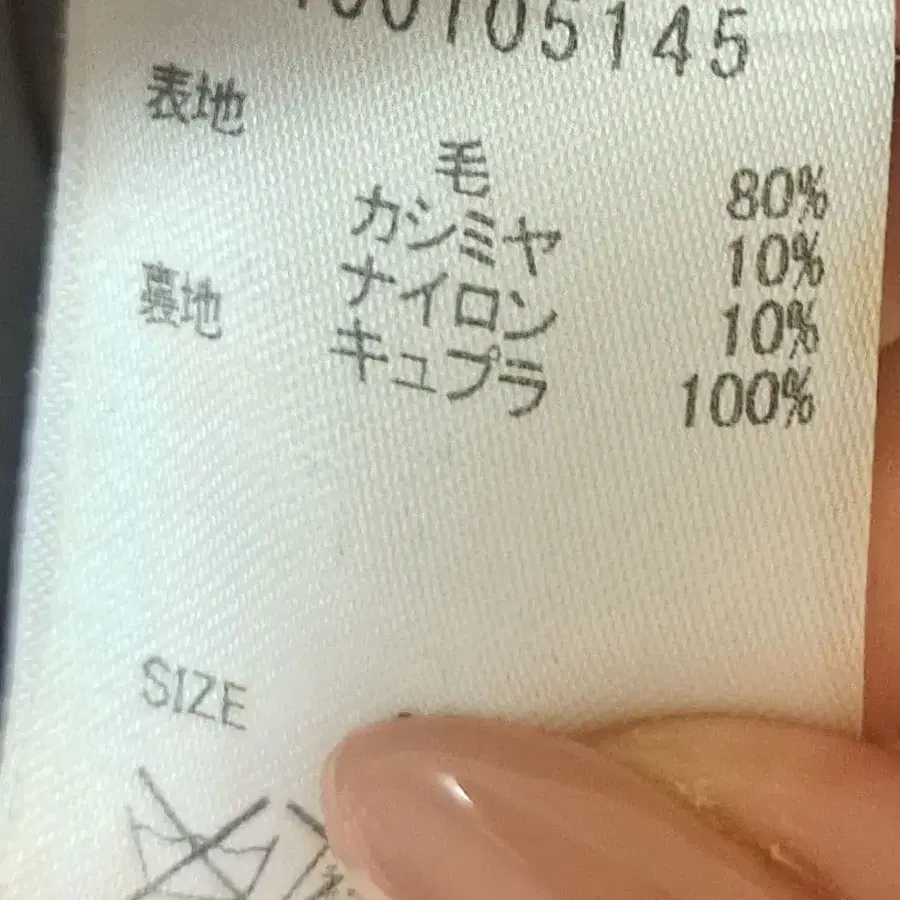 00105145
表地
毛 80%
カシミヤ 10%
ナイロン 10%
裏地 キュプラ 100%
SIZE